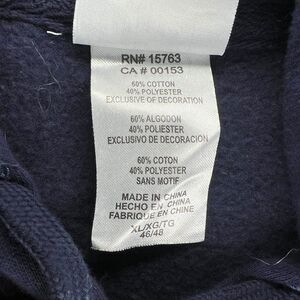 RN# 15763
CA # 00153
60% COTTON
40% POLYESTER
EXCLUSIVE OF DECORATION
60% ALGODON
40% POLIESTER
EXCLUSIVO DE DECORACION
60% COTON
40% POLYESTER
SANS MOTIF
MADE IN CHINA
HECHO EN CHINA
FABRIQUE EN CHINE
XL/XG/TG
46/48